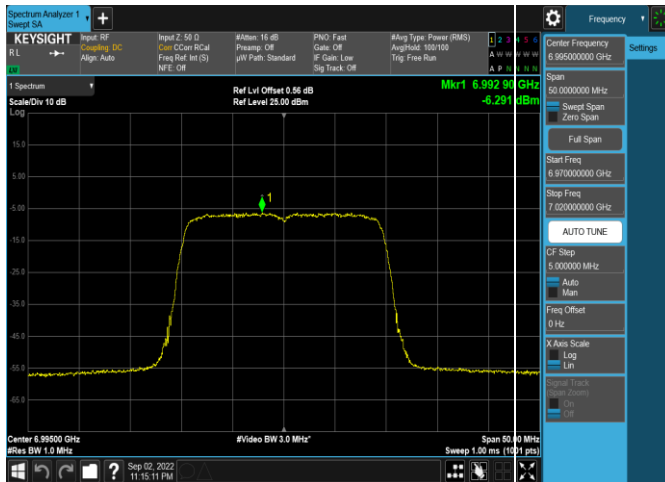 Spectrum Analyzer 1
Swept SA
+
Frequency
KEYSIGHT
R L
Input: RF
Coupling: DC
Align: Auto
Input Z: 50 Ω
Corr CCorr RCal
Freq Ref: Int (S)
NFE: Off
#Atten: 16 dB
Preamp: Off
µW Path: Standard
PNO: Fast
Gate: Off
IF Gain: Low
Sig Track: Off
#Avg Type: Power (RMS)
Avg|Hold: 100/100
Trig: Free Run
1 2 3 4 5 6
A W W W W W
A P N N N N
1 Spectrum
Scale/Div 10 dB
Log
Ref Lvl Offset 0.56 dB
Ref Level 25.00 dBm
Mkr1 6.992 90 GHz
-6.291 dBm
15.0
5.00
-5.00
-15.0
-25.0
-35.0
-45.0
-55.0
-65.0
1
Center 6.99500 GHz
#Res BW 1.0 MHz
#Video BW 3.0 MHz*
Span 50.00 MHz
Sweep 1.00 ms (1001 pts)
Sep 02, 2022
11:15:11 PM
?
Center Frequency
6.995000000 GHz
Span
50.0000000 MHz
Swept Span
Zero Span
Full Span
Start Freq
6.970000000 GHz
Stop Freq
7.020000000 GHz
AUTO TUNE
CF Step
5.000000 MHz
Auto
Man
Freq Offset
0 Hz
X Axis Scale
Log
Lin
Signal Track
(Span Zoom)
On
Off
Settings